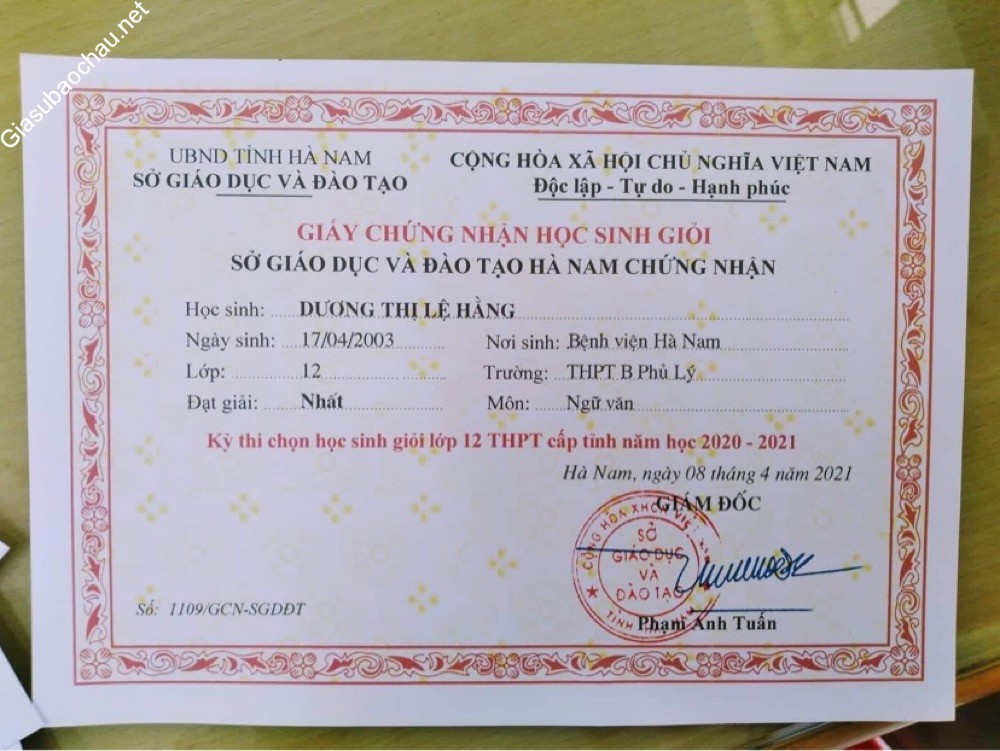 Giasubaochau.net
UBND TỈNH HÀ NAM
SỞ GIÁO DỤC VÀ ĐÀO TẠO
CỘNG HÒA XÃ HỘI CHỦ NGHĨA VIỆT NAM
Độc lập - Tự do - Hạnh phúc
GIẤY CHỨNG NHẬN HỌC SINH GIỎI
SỞ GIÁO DỤC VÀ ĐÀO TẠO HÀ NAM CHỨNG NHẬN
Học sinh: DƯƠNG THỊ LỆ HẰNG
Ngày sinh: 17/04/2003 Nơi sinh: Bệnh viện Hà Nam
Lớp: 12 Trường: THPT B Phủ Lý
Đạt giải: Nhất Môn: Ngữ văn
Kỳ thi chọn học sinh giỏi lớp 12 THPT cấp tỉnh năm học 2020 - 2021
Hà Nam, ngày 08 tháng 4 năm 2021
GIÁM ĐỐC
CỘNG HÒA XHCN VIỆT
SỞ
GIÁO DỤC
VÀ
ĐÀO TẠO
TỈNH
Phạm Anh Tuấn
Số: 1109/GCN-SGDĐT